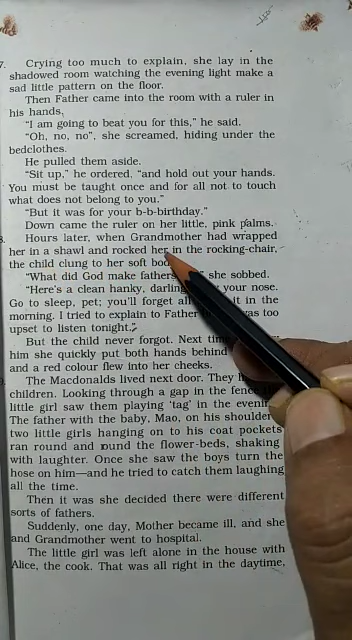 7. Crying too much to explain, she lay in the
shadowed room watching the evening light make a
sad little pattern on the floor.
Then Father came into the room with a ruler in
his hands.
"I am going to beat you for this," he said.
"Oh, no, no", she screamed, hiding under the
bedclothes.
He pulled them aside.
"Sit up," he ordered, "and hold out your hands.
You must be taught once and for all not to touch
what does not belong to you."
"But it was for your b-b-birthday."
Down came the ruler on her little, pink palms.
8. Hours later, when Grandmother had wrapped
her in a shawl and rocked her in the rocking-chair,
the child clung to her soft
"What did God make fathers she sobbed.
"Here's a clean hanky, darling. your nose.
Go to sleep, pet; you'll forget all it in the
morning. I tried to explain to Father was too
upset to listen tonight."
But the child never forgot. Next
him she quickly put both hands behind
and a red colour flew into her cheeks.
The Macdonalds lived next door. They
children. Looking through a gap in the fence
little girl saw them playing 'tag' in the
The father with the baby, Mao, on his
two little girls hanging on to his coat pockets
ran round and round the flower-beds, shaking
with laughter. Once she saw the boys turn the
hose on him—and he tried to catch them laughing
all the time.
Then it was she decided there were different
sorts of fathers.
Suddenly, one day, Mother became ill, and she
and Grandmother went to hospital.
The little girl was left alone in the house with
Alice, the cook. That was all right in the daytime,